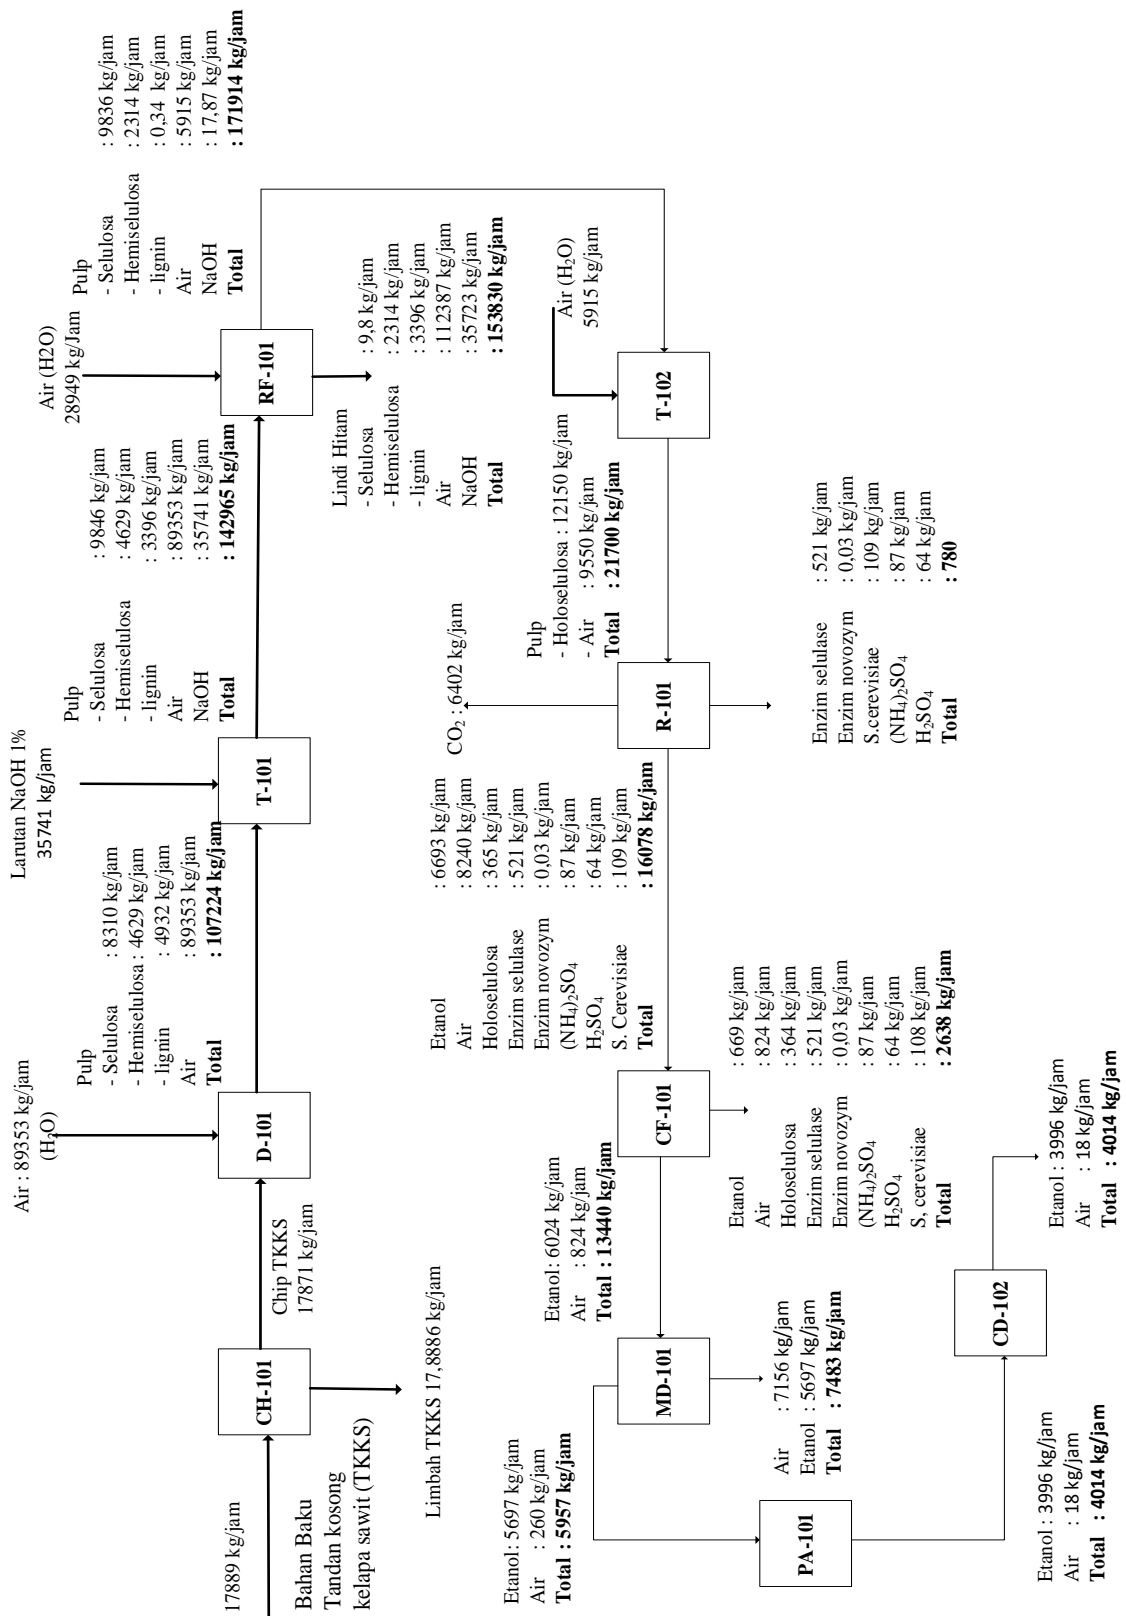 17889 kg/jam
Bahan Baku
Tandan kosong
kelapa sawit (TKKS)
CH-101
Limbah TKKS 17,8886 kg/jam
Chip TKKS
17871 kg/jam
Air : 89353 kg/jam
(H2O)
D-101
Pulp
- Selulosa : 8310 kg/jam
- Hemiselulosa : 4629 kg/jam
- lignin : 4932 kg/jam
Air : 89353 kg/jam
Total : 107224 kg/jam
Larutan NaOH 1%
35741 kg/jam
T-101
Pulp
- Selulosa : 9846 kg/jam
- Hemiselulosa : 4629 kg/jam
- lignin : 3396 kg/jam
Air : 89353 kg/jam
NaOH : 35741 kg/jam
Total : 142965 kg/jam
Air (H2O)
28949 kg/Jam
RF-101
Pulp
- Selulosa : 9836 kg/jam
- Hemiselulosa : 2314 kg/jam
- lignin : 0,34 kg/jam
Air : 5915 kg/jam
NaOH : 17,87 kg/jam
Total : 171914 kg/jam
Lindi Hitam
- Selulosa : 9,8 kg/jam
- Hemiselulosa : 2314 kg/jam
- lignin : 3396 kg/jam
Air : 112387 kg/jam
NaOH : 35723 kg/jam
Total : 153830 kg/jam
Air (H2O)
5915 kg/jam
T-102
Pulp
- Holoselulosa : 12150 kg/jam
- Air : 9550 kg/jam
Total : 21700 kg/jam
CO2 : 6402 kg/jam
R-101
Enzim selulase : 521 kg/jam
Enzim novozym : 0,03 kg/jam
S.cerevisiae : 109 kg/jam
(NH4)2SO4 : 87 kg/jam
H2SO4 : 64 kg/jam
Total : 780
Etanol : 6693 kg/jam
Air : 8240 kg/jam
Holoselulosa : 365 kg/jam
Enzim selulase : 521 kg/jam
Enzim novozym : 0,03 kg/jam
(NH4)2SO4 : 87 kg/jam
H2SO4 : 64 kg/jam
S. Cerevisiae : 109 kg/jam
Total : 16078 kg/jam
CF-101
Etanol : 669 kg/jam
Air : 824 kg/jam
Holoselulosa : 364 kg/jam
Enzim selulase : 521 kg/jam
Enzim novozym : 0,03 kg/jam
(NH4)2SO4 : 87 kg/jam
H2SO4 : 64 kg/jam
S, cerevisiae : 108 kg/jam
Total : 2638 kg/jam
Etanol : 6024 kg/jam
Air : 824 kg/jam
Total : 13440 kg/jam
MD-101
Air : 7156 kg/jam
Etanol : 5697 kg/jam
Total : 7483 kg/jam
Etanol : 5697 kg/jam
Air : 260 kg/jam
Total : 5957 kg/jam
PA-101
Etanol : 3996 kg/jam
Air : 18 kg/jam
Total : 4014 kg/jam
CD-102
Etanol : 3996 kg/jam
Air : 18 kg/jam
Total : 4014 kg/jam